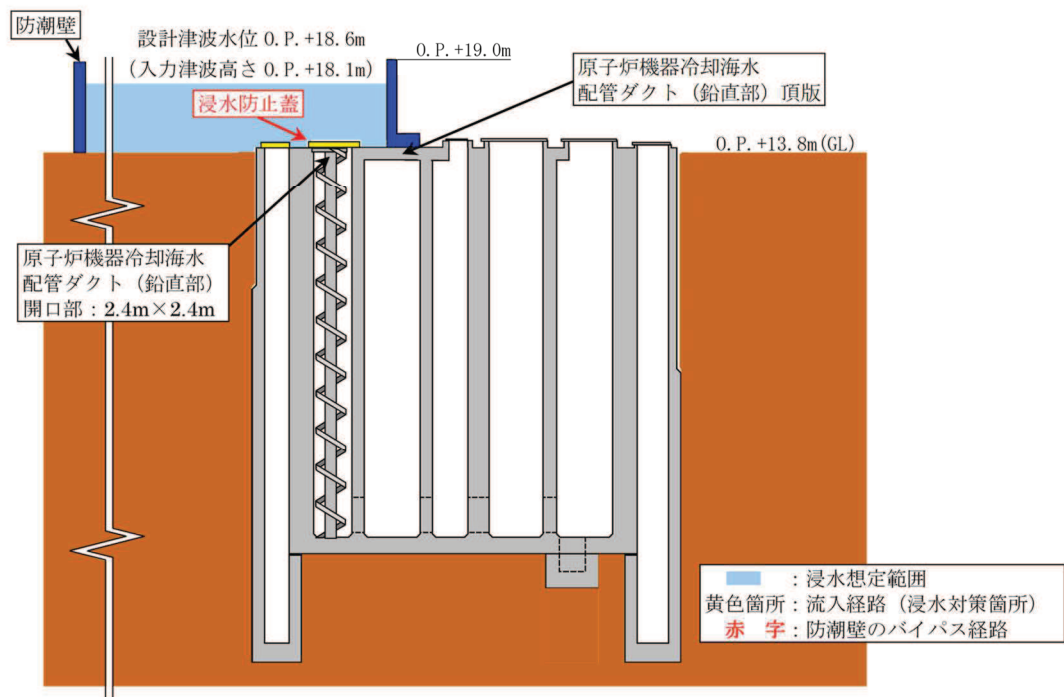 防潮壁
設計津波水位 O.P.+18.6m
(入力津波高さ O.P.+18.1m)
O.P.+19.0m
浸水防止蓋
原子炉機器冷却海水
配管ダクト(鉛直部)頂版
O.P.+13.8m(GL)
原子炉機器冷却海水
配管ダクト(鉛直部)
開口部:2.4m×2.4m
:浸水想定範囲
黄色箇所:流入経路(浸水対策箇所)
赤 字:防潮壁のバイパス経路